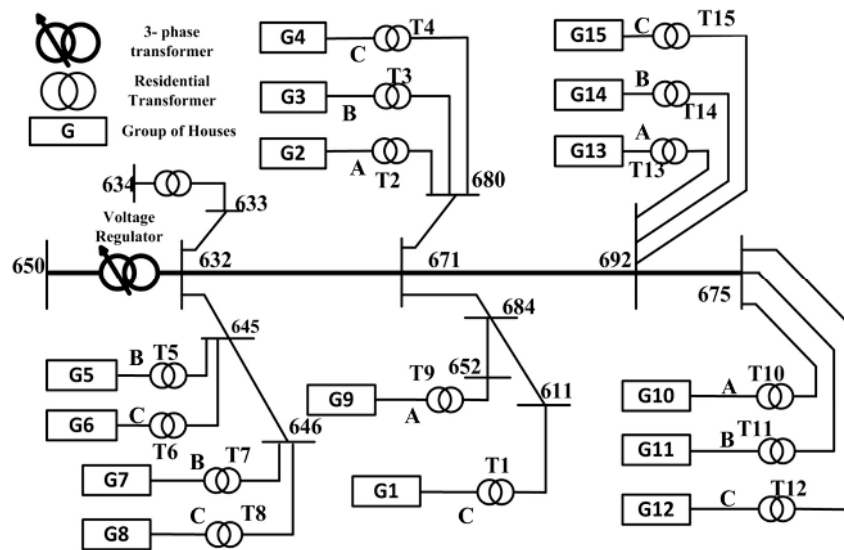 3- phase
transformer
Residential
Transformer
G
Group of Houses
G4
C
T4
G3
B
T3
G2
A
T2
680
G15
C
T15
G14
B
T14
G13
A
T13
634
633
Voltage
Regulator
650
632
671
692
675
645
G5
B
T5
G6
C
T6
646
G7
B
T7
G8
C
T8
684
652
T9
G9
A
611
G1
T1
C
T10
G10
A
T11
G11
B
T12
G12
C